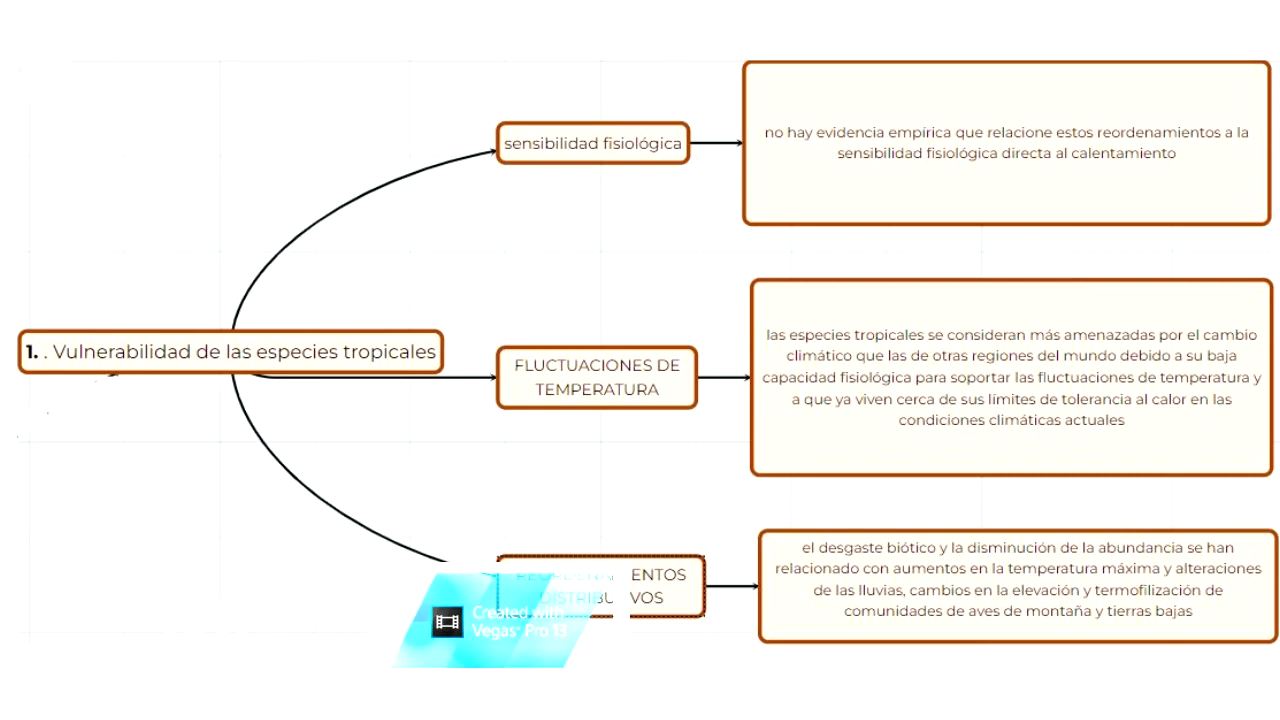 sensibilidad fisiológica
no hay evidencia empírica que relacione estos reordenamientos a la
sensibilidad fisiológica directa al calentamiento
1. . Vulnerabilidad de las especies tropicales
FLUCTUACIONES DE
TEMPERATURA
las especies tropicales se consideran más amenazadas por el cambio
climático que las de otras regiones del mundo debido a su baja
capacidad fisiológica para soportar las fluctuaciones de temperatura y
a que ya viven cerca de sus límites de tolerancia al calor en las
condiciones climáticas actuales
REORDENAMIENTOS
DISTRIBUTIVOS
el desgaste biótico y la disminución de la abundancia se han
relacionado con aumentos en la temperatura máxima y alteraciones
de las lluvias, cambios en la elevación y termofilización de
comunidades de aves de montaña y tierras bajas
Created with
Vegas Pro 13